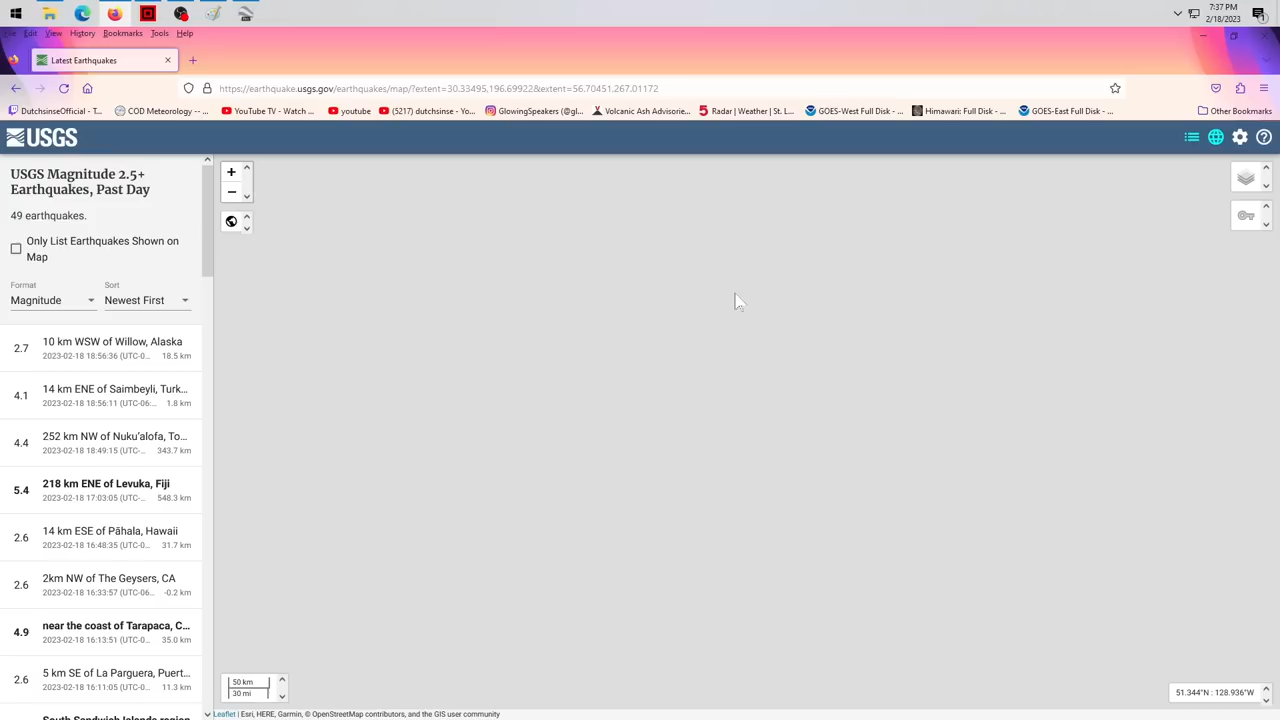 7:37 PM
2/18/2023
File Edit View History Bookmarks Tools Help
Latest Earthquakes
https://earthquake.usgs.gov/earthquakes/map/?extent=30.33495,196.69922&extent=56.70451,267.01172
DutchsinseOfficial - T... COD Meteorology -- ... YouTube TV - Watch ... youtube (5217) dutchsinse - ... GlowingSpeakers (@gl... Volcanic Ash Advisorie... Radar | Weather | St. L... GOES-West Full Disk - ... Himawari: Full Disk - ... GOES-East Full Disk - ... Other Bookmarks
USGS
USGS Magnitude 2.5+
Earthquakes, Past Day
49 earthquakes.
Only List Earthquakes Shown on
Map
Format Sort
Magnitude Newest First
2.7 10 km WSW of Willow, Alaska
2023-02-18 18:56:36 (UTC-0... 18.5 km
4.1 14 km ENE of Saimbeyli, Turk...
2023-02-18 18:56:11 (UTC-06:... 1.8 km
4.4 252 km NW of Nuku‘alofa, To...
2023-02-18 18:49:15 (UTC-... 343.7 km
5.4 218 km ENE of Levuka, Fiji
2023-02-18 17:03:05 (UTC-... 548.3 km
2.6 14 km ESE of Pāhala, Hawaii
2023-02-18 16:48:35 (UTC-0... 31.7 km
2.6 2km NW of The Geysers, CA
2023-02-18 16:33:57 (UTC-06... -0.2 km
4.9 near the coast of Tarapaca, C...
2023-02-18 16:13:51 (UTC-0... 35.0 km
2.6 5 km SE of La Parguera, Puert...
2023-02-18 16:11:05 (UTC-0... 11.3 km
South Sandwich Islands region
50 km
30 mi
51.344°N : 128.936°W
Leaflet | Esri, HERE, Garmin, © OpenStreetMap contributors, and the GIS user community